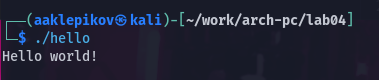 ┌──(aaklepikov㉿kali)-[~/work/arch-pc/lab04]
└─$ ./hello
Hello world!